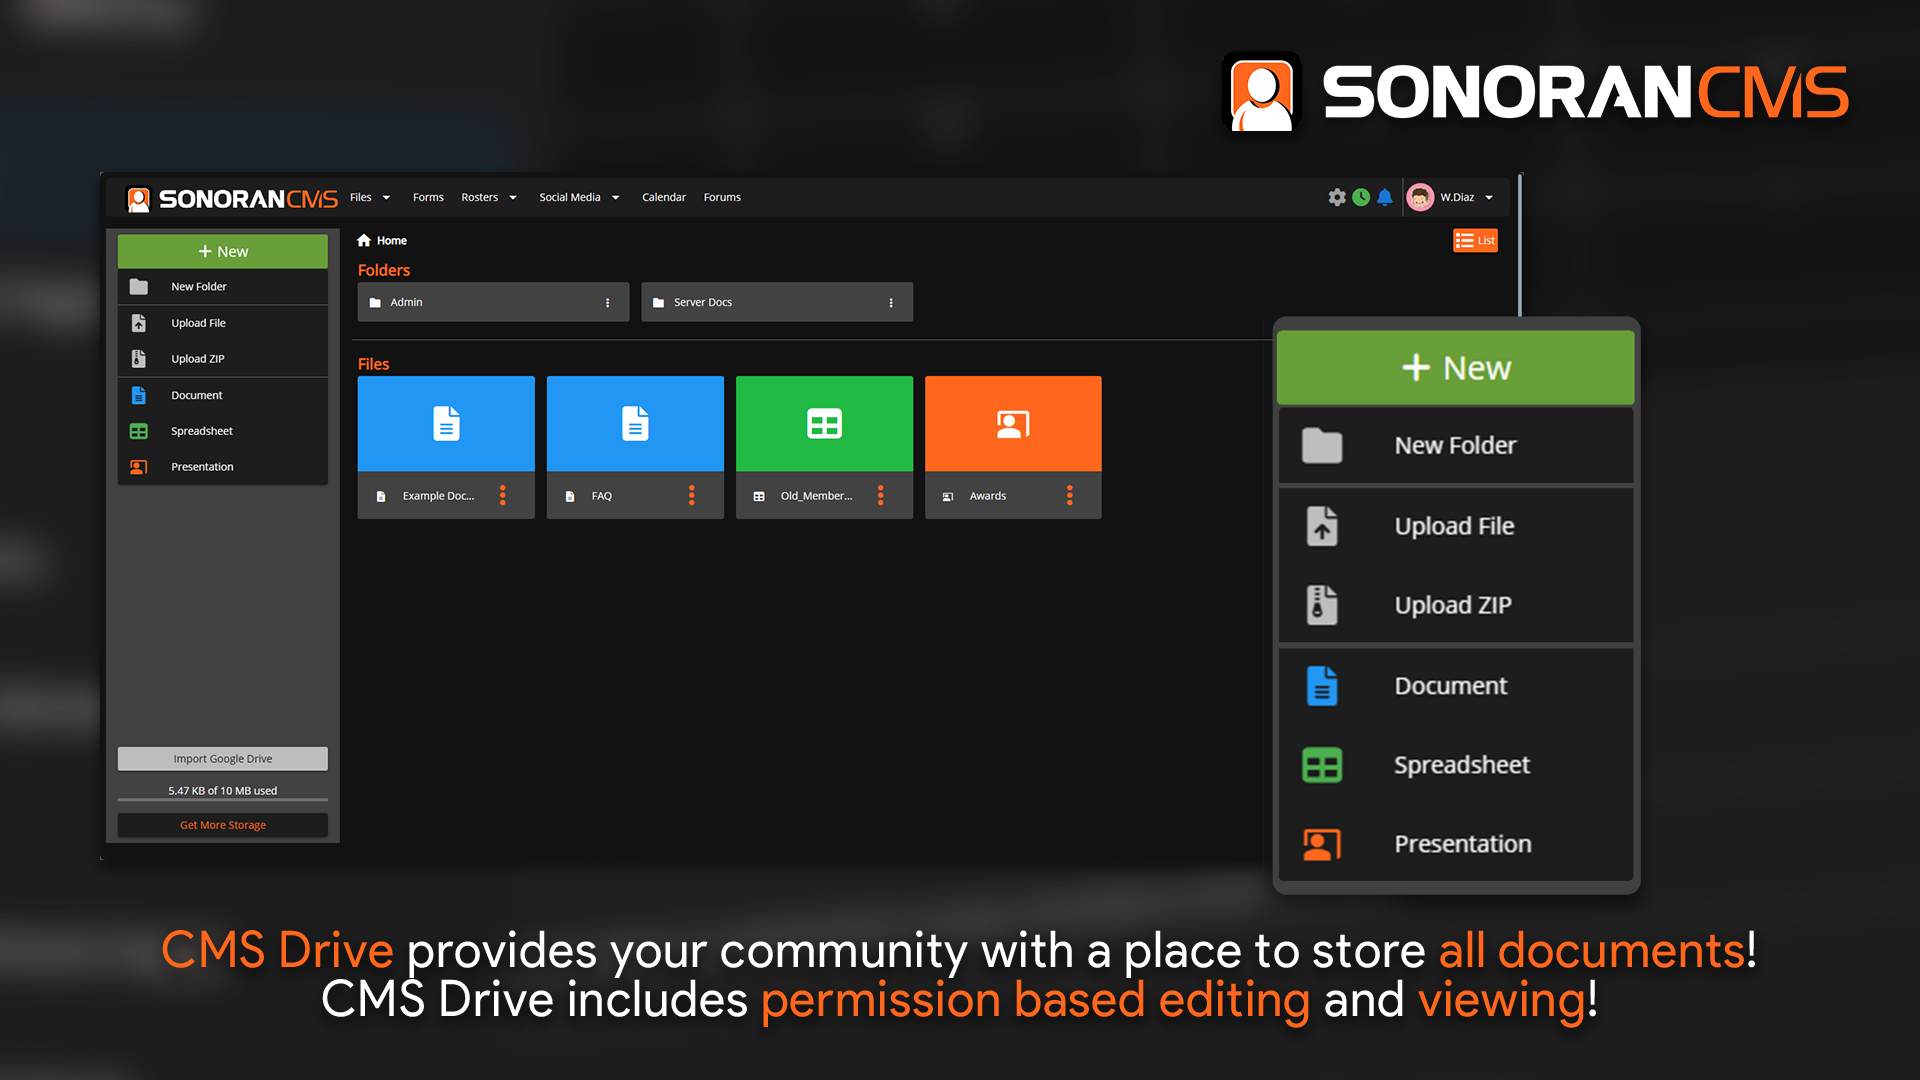 SONORANCMS
SONORANCMS Files Forms Rosters Social Media Calendar Forums W.Diaz
+ New
New Folder
Upload File
Upload ZIP
Document
Spreadsheet
Presentation
Import Google Drive
5.47 KB of 10 MB used
Get More Storage
Home
List
Folders
Admin
Server Docs
Files
Example Doc...
FAQ
Old_Member...
Awards
+ New
New Folder
Upload File
Upload ZIP
Document
Spreadsheet
Presentation
CMS Drive provides your community with a place to store all documents!
CMS Drive includes permission based editing and viewing!